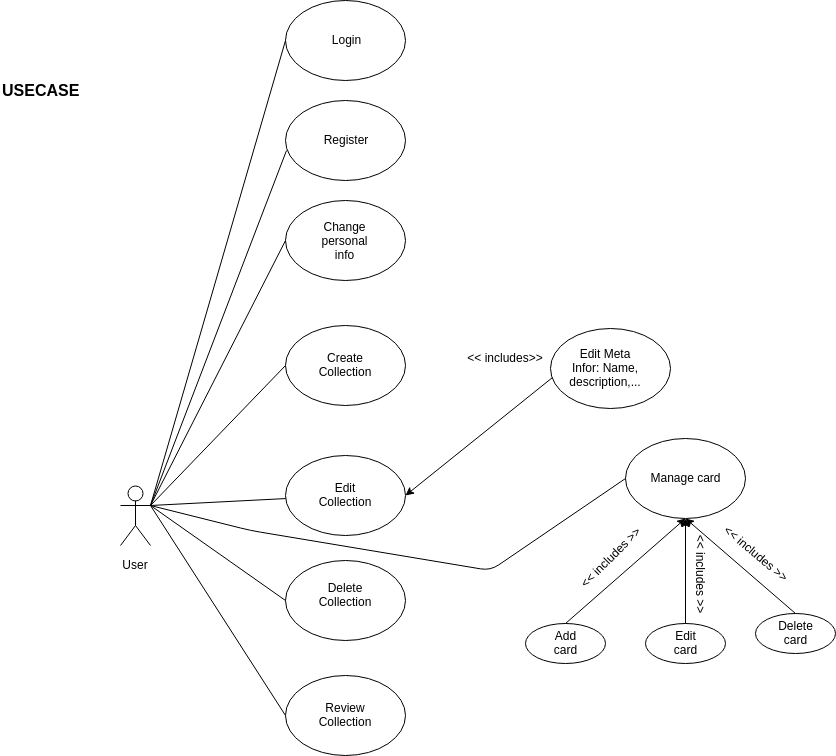 Login
USECASE
Register
Change
personal
info
Create
Collection
<< includes>>
Edit Meta
Infor: Name,
description,...
Edit
Collection
Manage card
User
<< includes >>
<< includes >>
<< includes >>
Delete
Collection
Add
card
Edit
card
Delete
card
Review
Collection